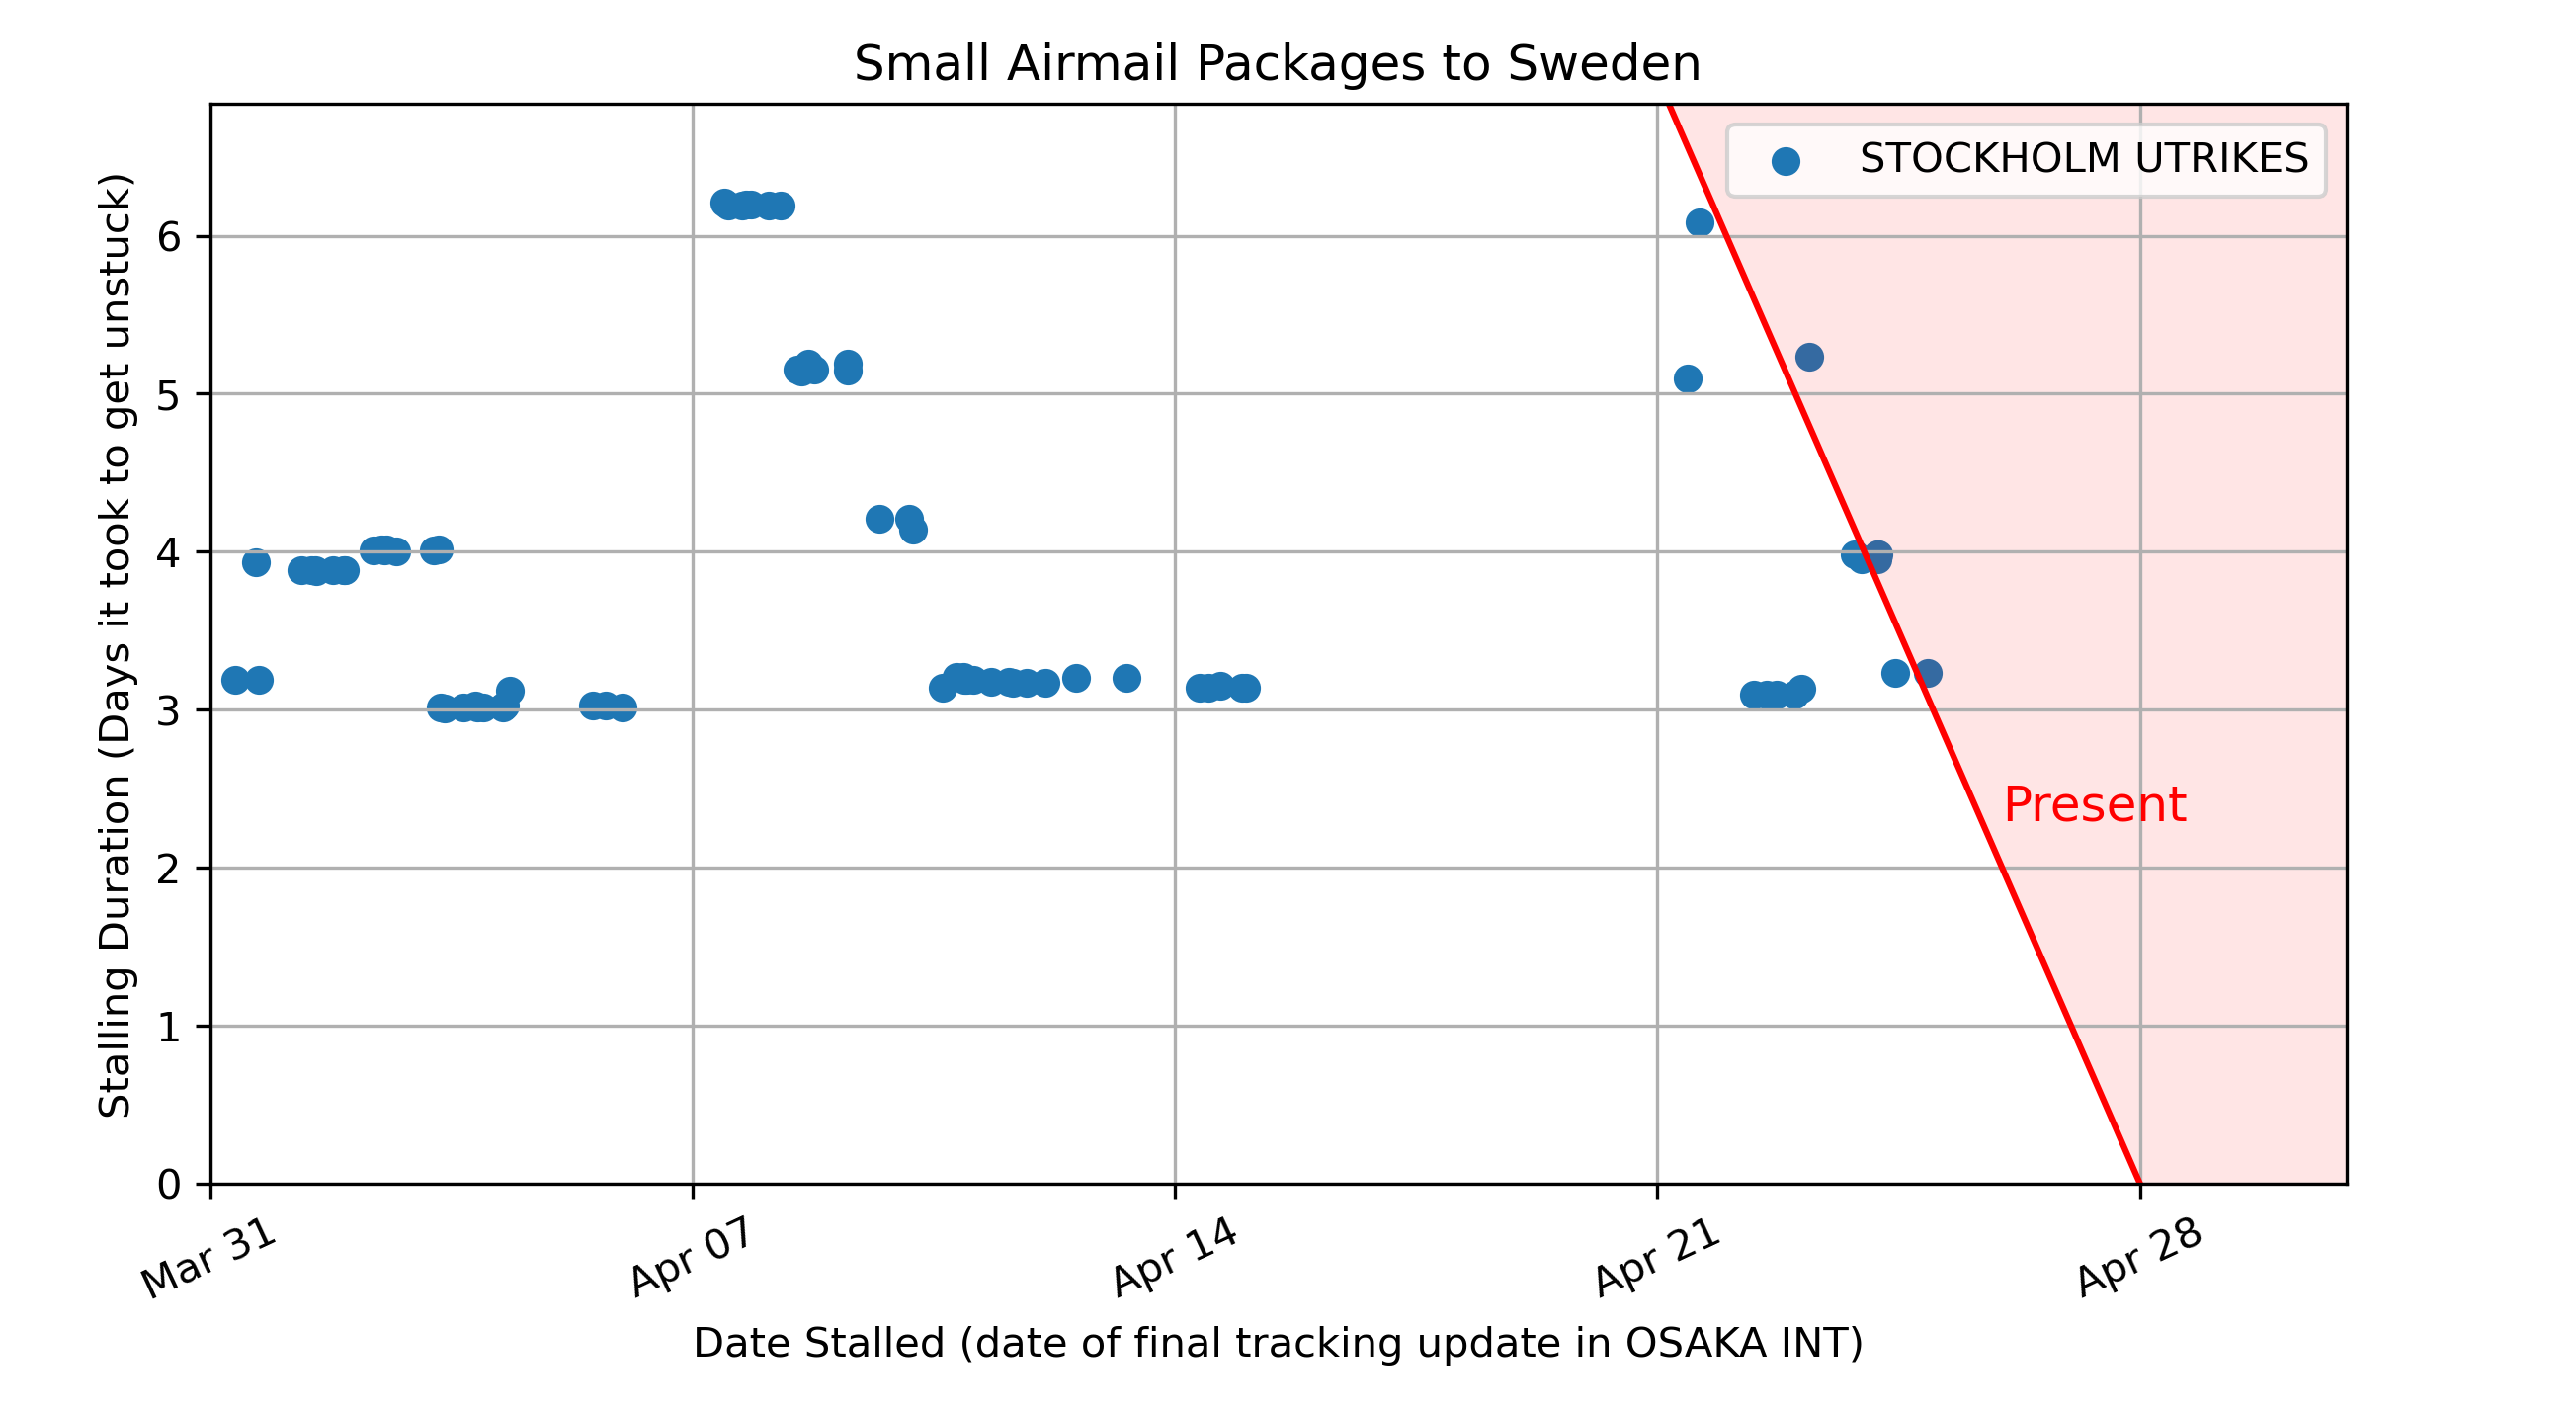 Small Airmail Packages to Sweden
STOCKHOLM UTRIKES
Stalling Duration (Days it took to get unstuck)
6
5
4
3
2
1
0
Present
Mar 31
Apr 07
Apr 14
Apr 21
Apr 28
Date Stalled (date of final tracking update in OSAKA INT)